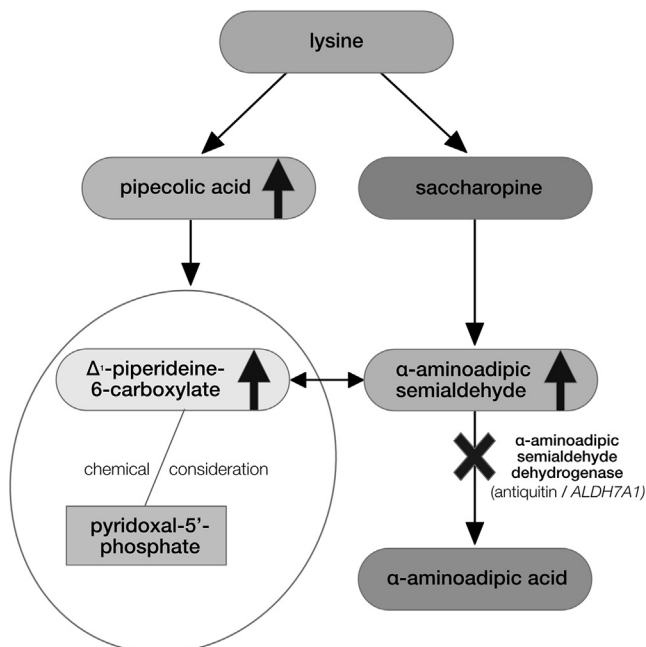 lysine
pipecolic acid
saccharopine
Δ¹-piperideine-
6-carboxylate
α-aminoadipic
semialdehyde
chemical consideration
α-aminoadipic
semialdehyde
dehydrogenase
(antiquitin / ALDH7A1)
pyridoxal-5’-
phosphate
α-aminoadipic acid